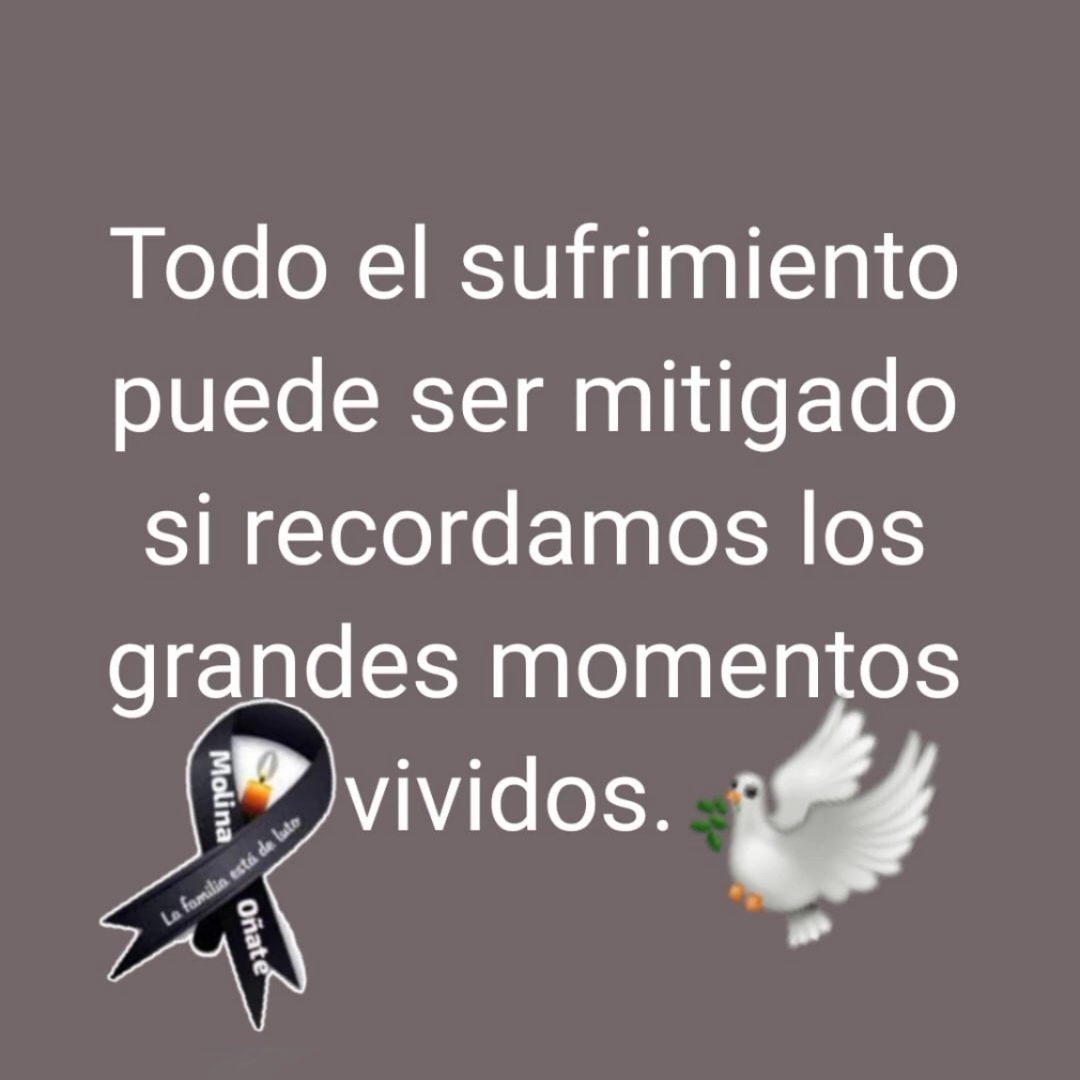 Todo el sufrimiento
puede ser mitigado
si recordamos los
grandes momentos
vividos.
Molina
La familia está de luto
Oñate